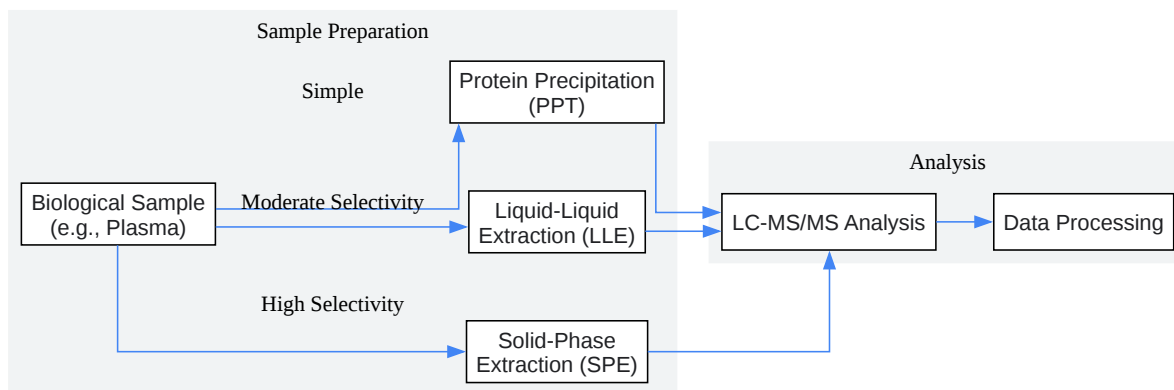 Sample Preparation
Simple
Protein Precipitation
(PPT)
Analysis
Biological Sample
(e.g., Plasma)
Moderate Selectivity
Liquid-Liquid
Extraction (LLE)
LC-MS/MS Analysis
Data Processing
High Selectivity
Solid-Phase
Extraction (SPE)